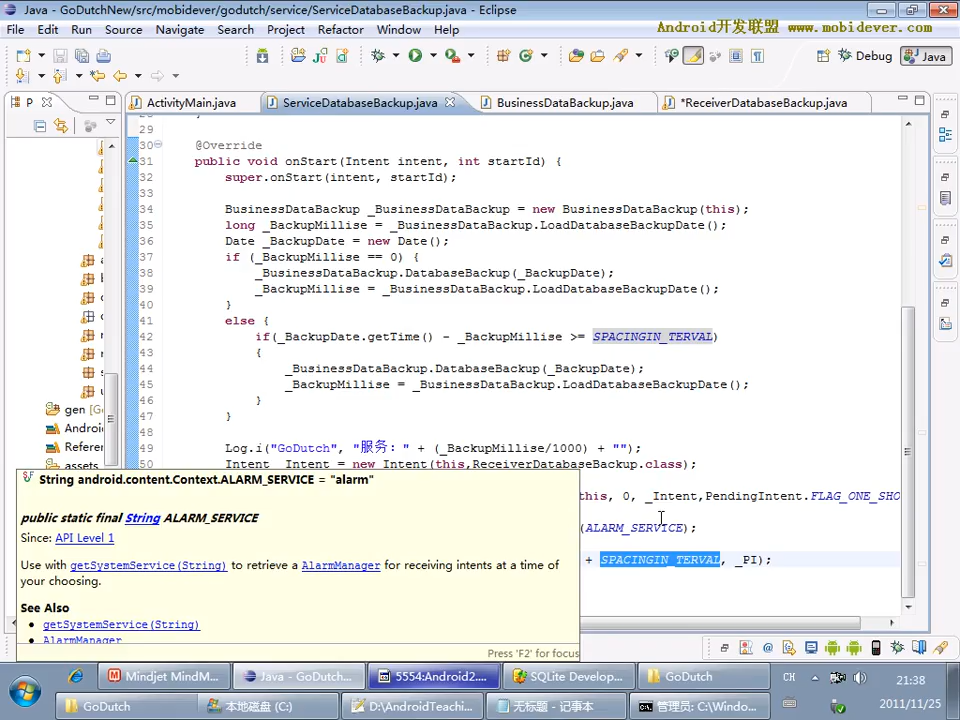 Java - GoDutchNew/src/mobidever/godutch/service/ServiceDatabaseBackup.java - Eclipse
File Edit Run Source Navigate Search Project Refactor Window Help
Android开发联盟 www.mobidever.com
Debug Java
P
ActivityMain.java ServiceDatabaseBackup.java BusinessDataBackup.java *ReceiverDatabaseBackup.java
29
30 @Override
31 public void onStart(Intent intent, int startId) {
32 super.onStart(intent, startId);
33
34 BusinessDataBackup _BusinessDataBackup = new BusinessDataBackup(this);
35 long _BackupMillise = _BusinessDataBackup.LoadDatabaseBackupDate();
36 Date _BackupDate = new Date();
37 if (_BackupMillise == 0) {
38 _BusinessDataBackup.DatabaseBackup(_BackupDate);
39 _BackupMillise = _BusinessDataBackup.LoadDatabaseBackupDate();
40 }
41 else {
42 if(_BackupDate.getTime() - _BackupMillise >= SPACINGIN_TERVAL)
43 {
44 _BusinessDataBackup.DatabaseBackup(_BackupDate);
45 _BackupMillise = _BusinessDataBackup.LoadDatabaseBackupDate();
46 }
47 }
48
49 Log.i("GoDutch", "服务：" + (_BackupMillise/1000) + "");
50 Intent _Intent = new Intent(this,ReceiverDatabaseBackup.class);
this, 0, _Intent,PendingIntent.FLAG_ONE_SHO
(ALARM_SERVICE);
+ SPACINGIN_TERVAL, _PI);
gen [Go
Androi
Referer
assets
String android.content.Context.ALARM_SERVICE = "alarm"
public static final String ALARM_SERVICE
Since: API Level 1
Use with getSystemService(String) to retrieve a AlarmManager for receiving intents at a time of
your choosing.
See Also
getSystemService(String)
AlarmManager
Press 'F2' for focus
Mindjet MindM... Java - GoDutch... 5554:Android2.... SQLite Develop... GoDutch CH
GoDutch 本地磁盘 (C:) D:\AndroidTeachi... 无标题 - 记事本 管理员: C:\Windo...
21:38
2011/11/25